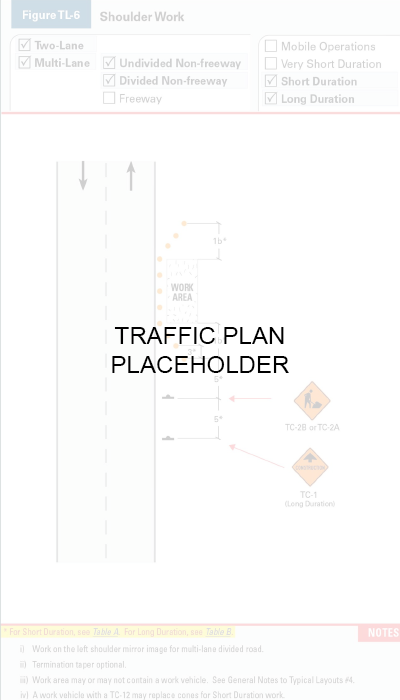 Figure TL-6 Shoulder Work
Two-Lane
Multi-Lane
Undivided Non-freeway
Divided Non-freeway
Freeway
Mobile Operations
Very Short Duration
Short Duration
Long Duration
1b*
WORK
AREA
TRAFFIC PLAN
PLACEHOLDER
6*
6*
TC-2B or TC-2A
TC-1
(Long Duration)
* For Short Duration, see Table A. For Long Duration, see Table B.
NOTES
i) Work on the left shoulder mirror image for multi-lane divided road.
ii) Termination taper optional.
iii) Work area may or may not contain a work vehicle. See General Notes to Typical Layouts #4.
iv) A work vehicle with a TC-12 may replace cones for Short Duration work.